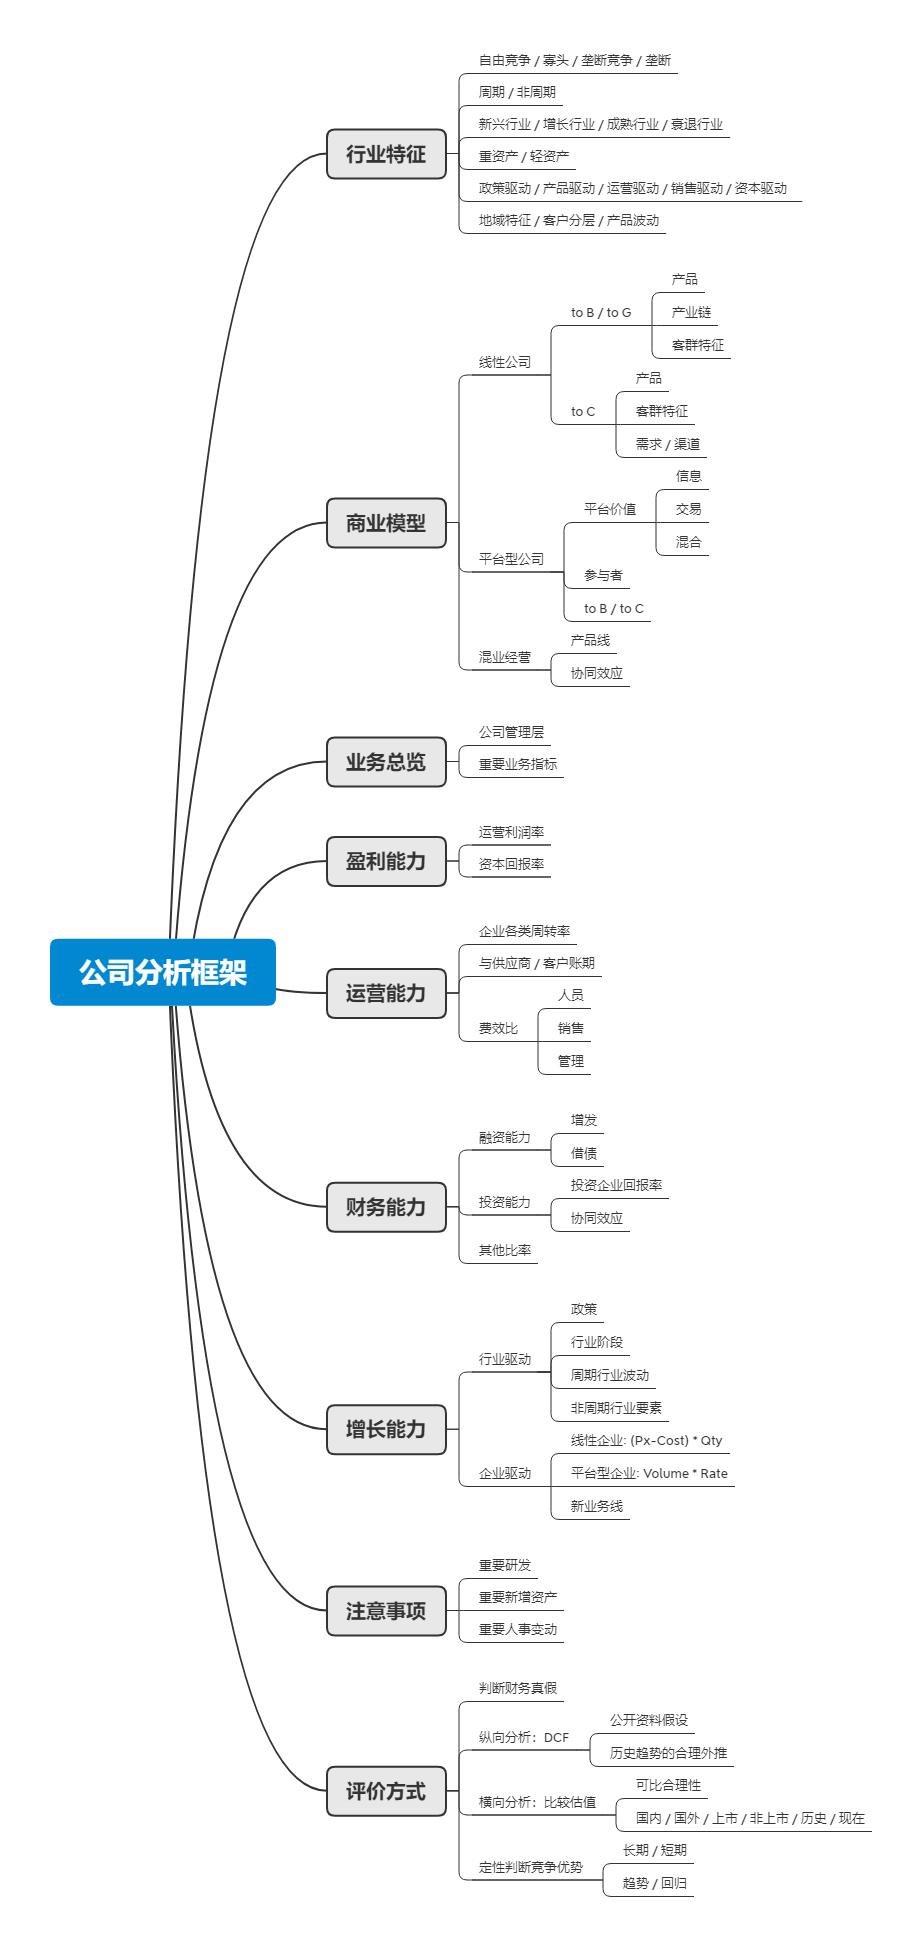 公司分析框架
行业特征
自由竞争 / 寡头 / 垄断竞争 / 垄断
周期 / 非周期
新兴行业 / 增长行业 / 成熟行业 / 衰退行业
重资产 / 轻资产
政策驱动 / 产品驱动 / 运营驱动 / 销售驱动 / 资本驱动
地域特征 / 客户分层 / 产品波动
商业模型
线性公司
to B / to G
产品
产业链
客群特征
to C
产品
客群特征
需求 / 渠道
平台型公司
平台价值
信息
交易
混合
参与者
to B / to C
混业经营
产品线
协同效应
业务总览
公司管理层
重要业务指标
盈利能力
运营利润率
资本回报率
运营能力
企业各类周转率
与供应商 / 客户账期
费效比
人员
销售
管理
财务能力
融资能力
增发
借债
投资能力
投资企业回报率
协同效应
其他比率
增长能力
行业驱动
政策
行业阶段
周期行业波动
非周期行业要素
企业驱动
线性企业: (Px-Cost) * Qty
平台型企业: Volume * Rate
新业务线
注意事项
重要研发
重要新增资产
重要人事变动
评价方式
判断财务真假
纵向分析：DCF
公开资料假设
历史趋势的合理外推
横向分析：比较估值
可比合理性
国内 / 国外 / 上市 / 非上市 / 历史 / 现在
定性判断竞争优势
长期 / 短期
趋势 / 回归